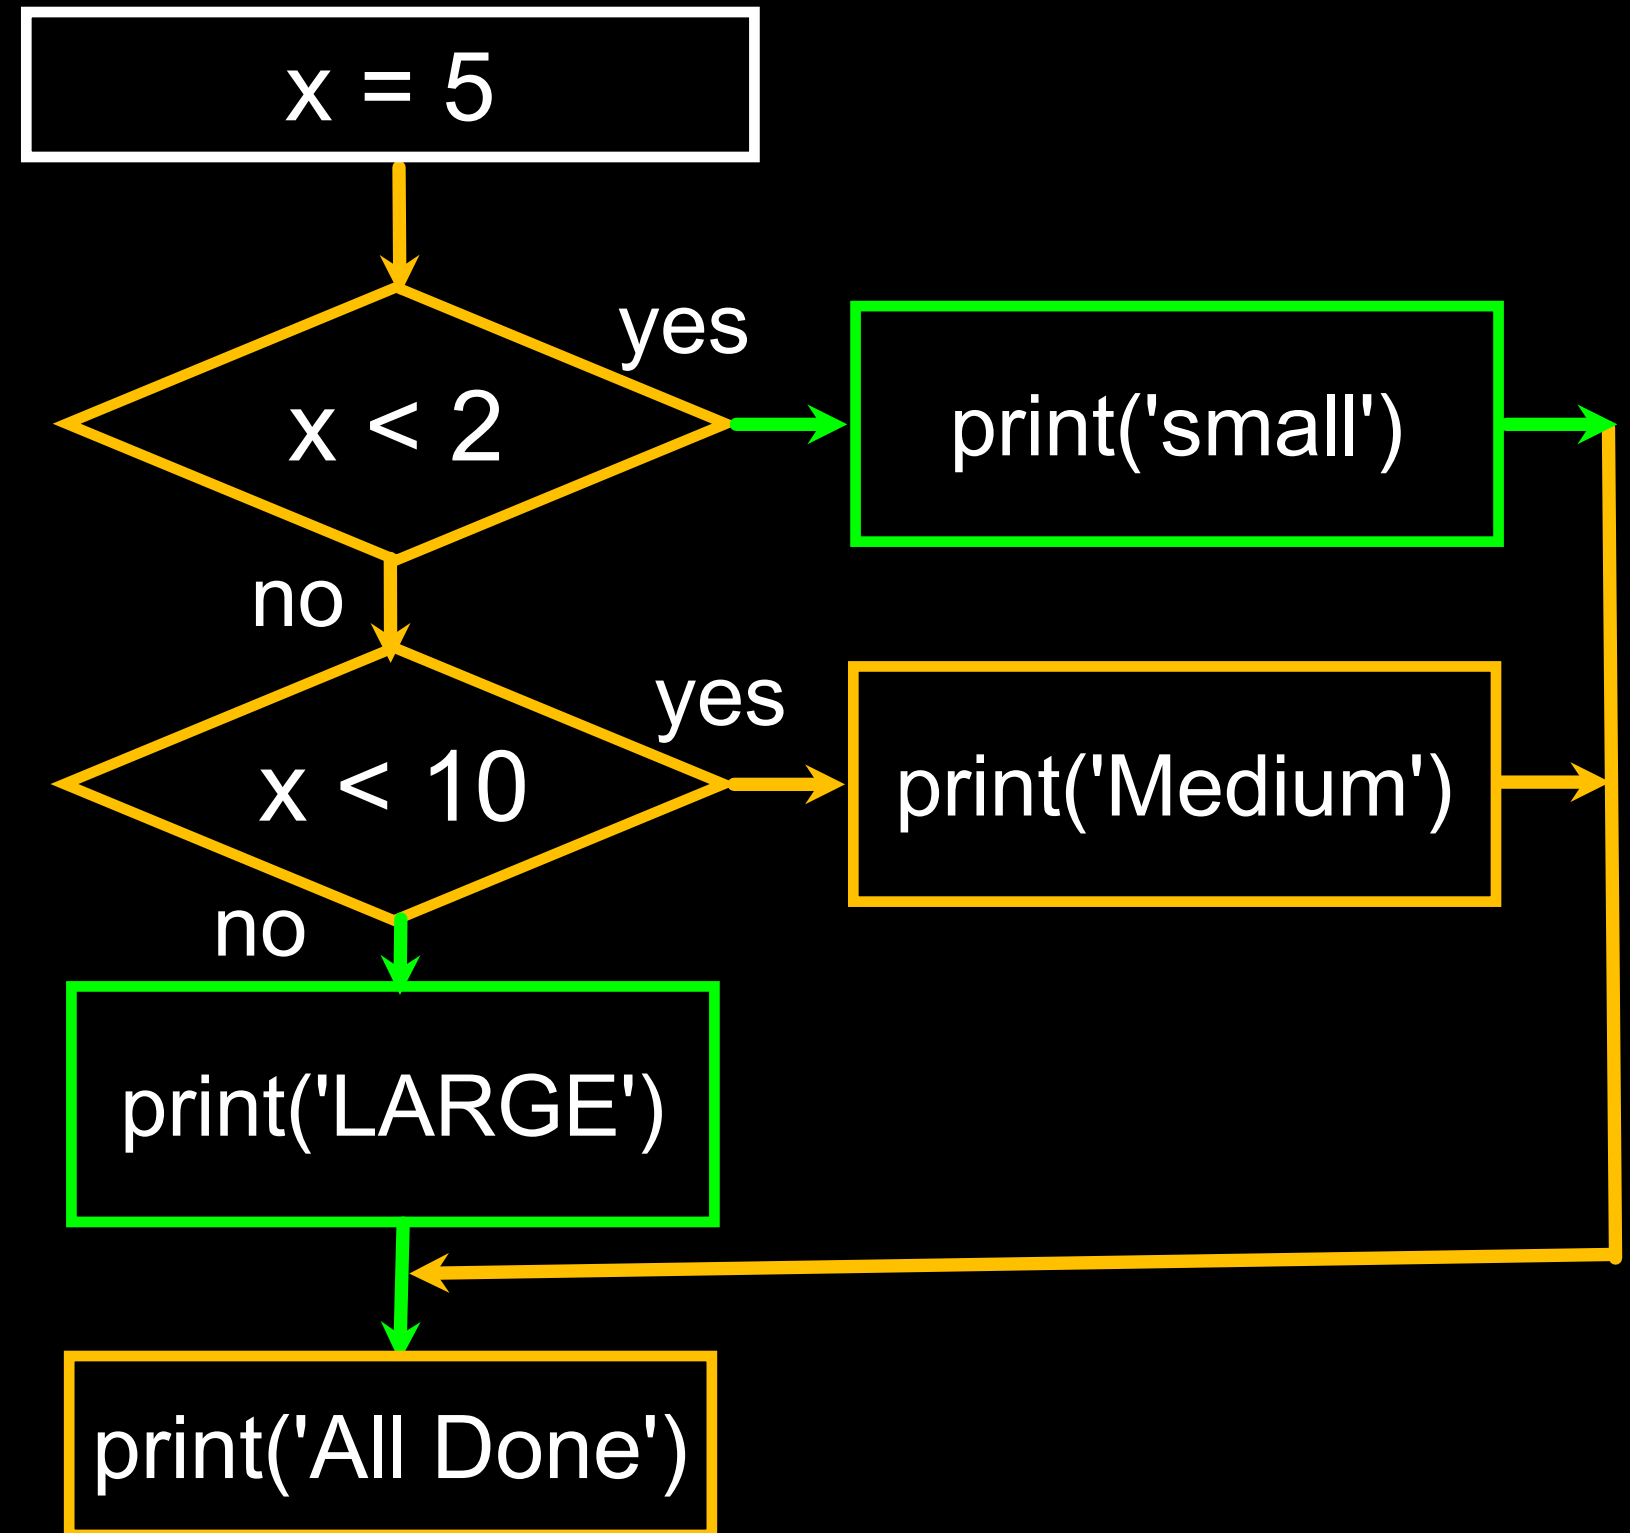 x = 5
yes
x < 2
print('small')
no
yes
x < 10
print('Medium')
no
print('LARGE')
print('All Done')